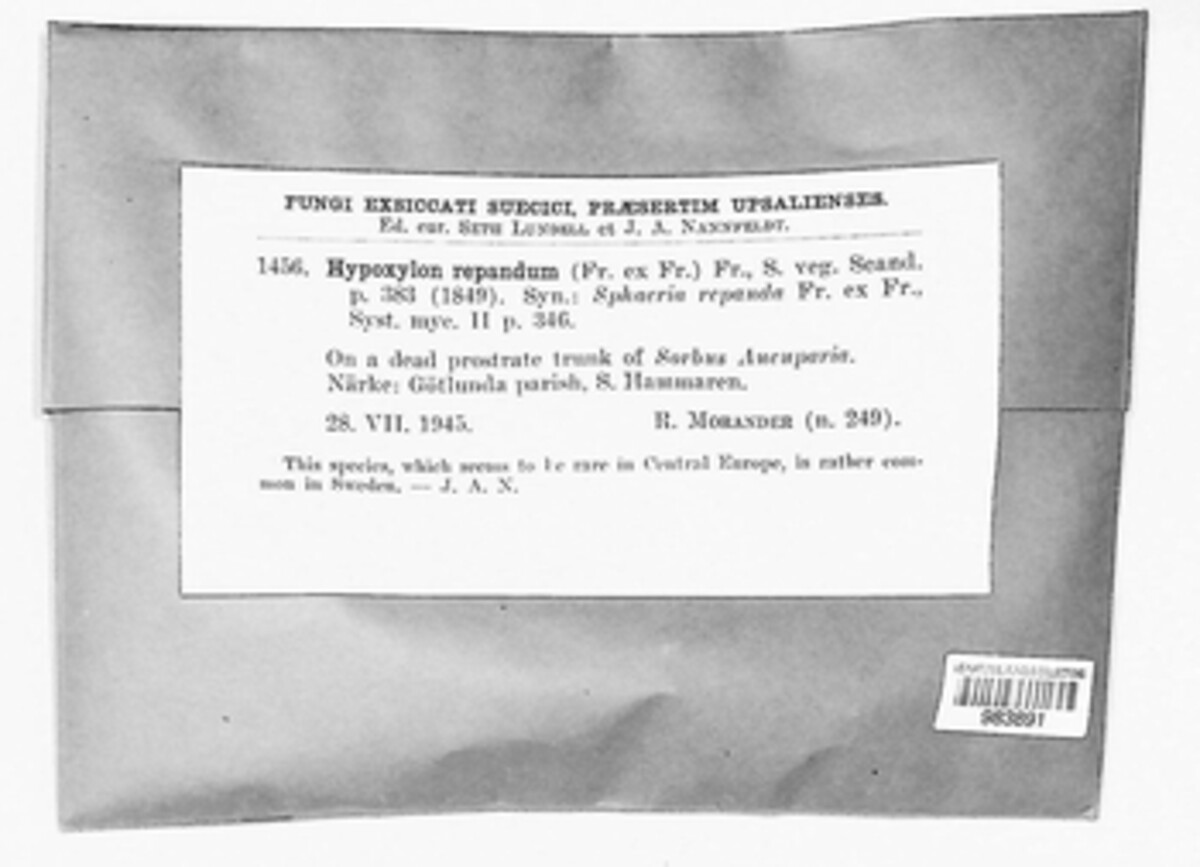 FUNGI EXSICCATI SUECICI, PRÆSERTIM UPSALIENSES.
Ed. cur. SETH LUNDELL et J. A. NANNFELDT.
1456. Hypoxylon repandum (Fr. ex Fr.) Fr., S. veg. Scand.
p. 383 (1849). Syn.: Sphaeria repanda Fr. ex Fr.,
Syst. myc. II p. 346.
On a dead prostrate trunk of Sorbus Aucuparia.
Närke: Götlunda parish, S. Hammaren.
28. VII. 1945. R. MORANDER (n. 249).
This species, which seems to be rare in Central Europe, is rather com-
mon in Sweden. — J. A. N.
983891